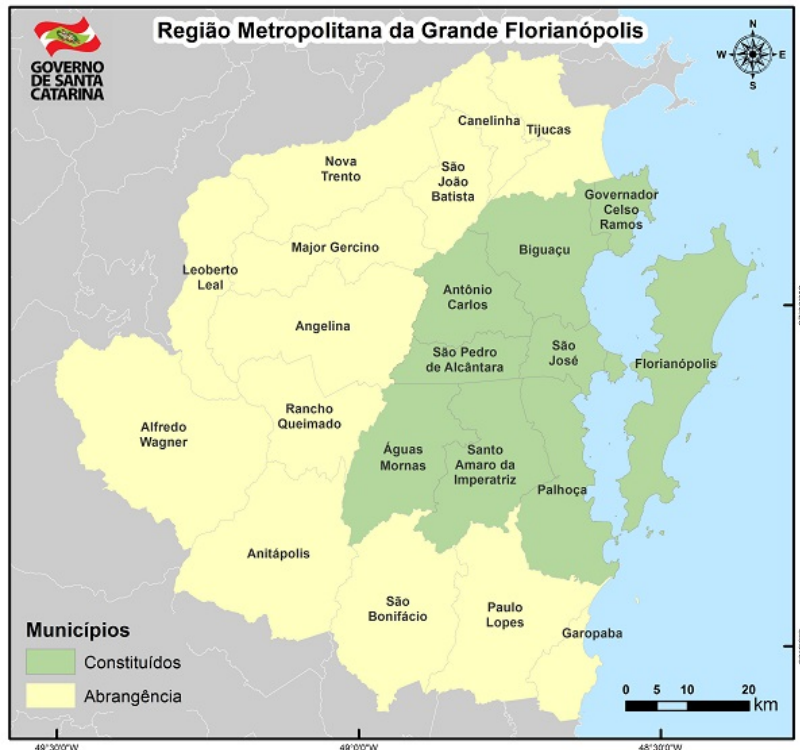 Região Metropolitana da Grande Florianópolis
GOVERNO
DE SANTA
CATARINA
N
W
E
S
Canelinha
Tijucas
Nova
Trento
São
João
Batista
Governador
Celso
Ramos
Major Gercino
Biguaçu
Leoberto
Leal
Antônio
Carlos
Angelina
São Pedro
de Alcântara
São
José
Florianópolis
Rancho
Queimado
Alfredo
Wagner
Águas
Mornas
Santo
Amaro da
Imperatriz
Palhoça
Anitápolis
São
Bonifácio
Paulo
Lopes
Garopaba
Municípios
Constituídos
Abrangência
0 5 10 20
km
49°0'0"W
48°30'0"W